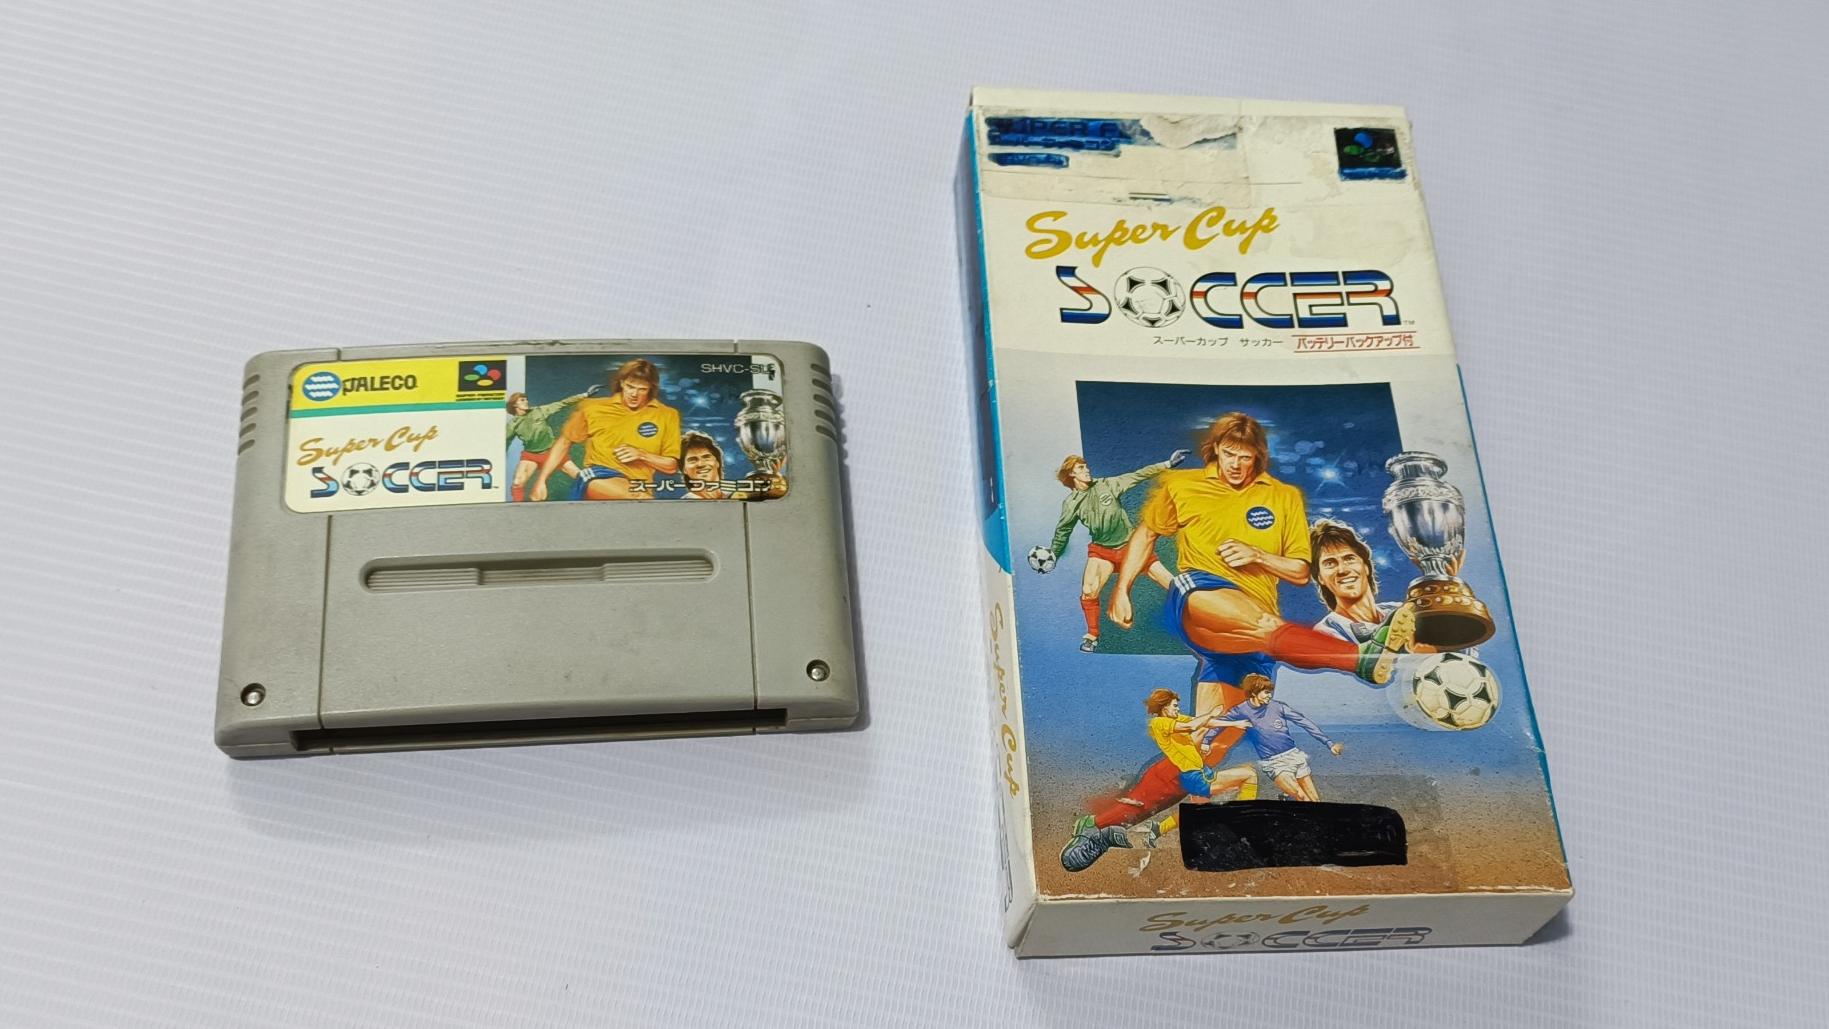 JALECO
SHVC-SL
Super Cup
SOCCER
スーパーファミコン
Super Cup
SOCCER™
スーパーカップ サッカー バッテリーバックアップ付
Super Cup
Super Cup
SOCCER